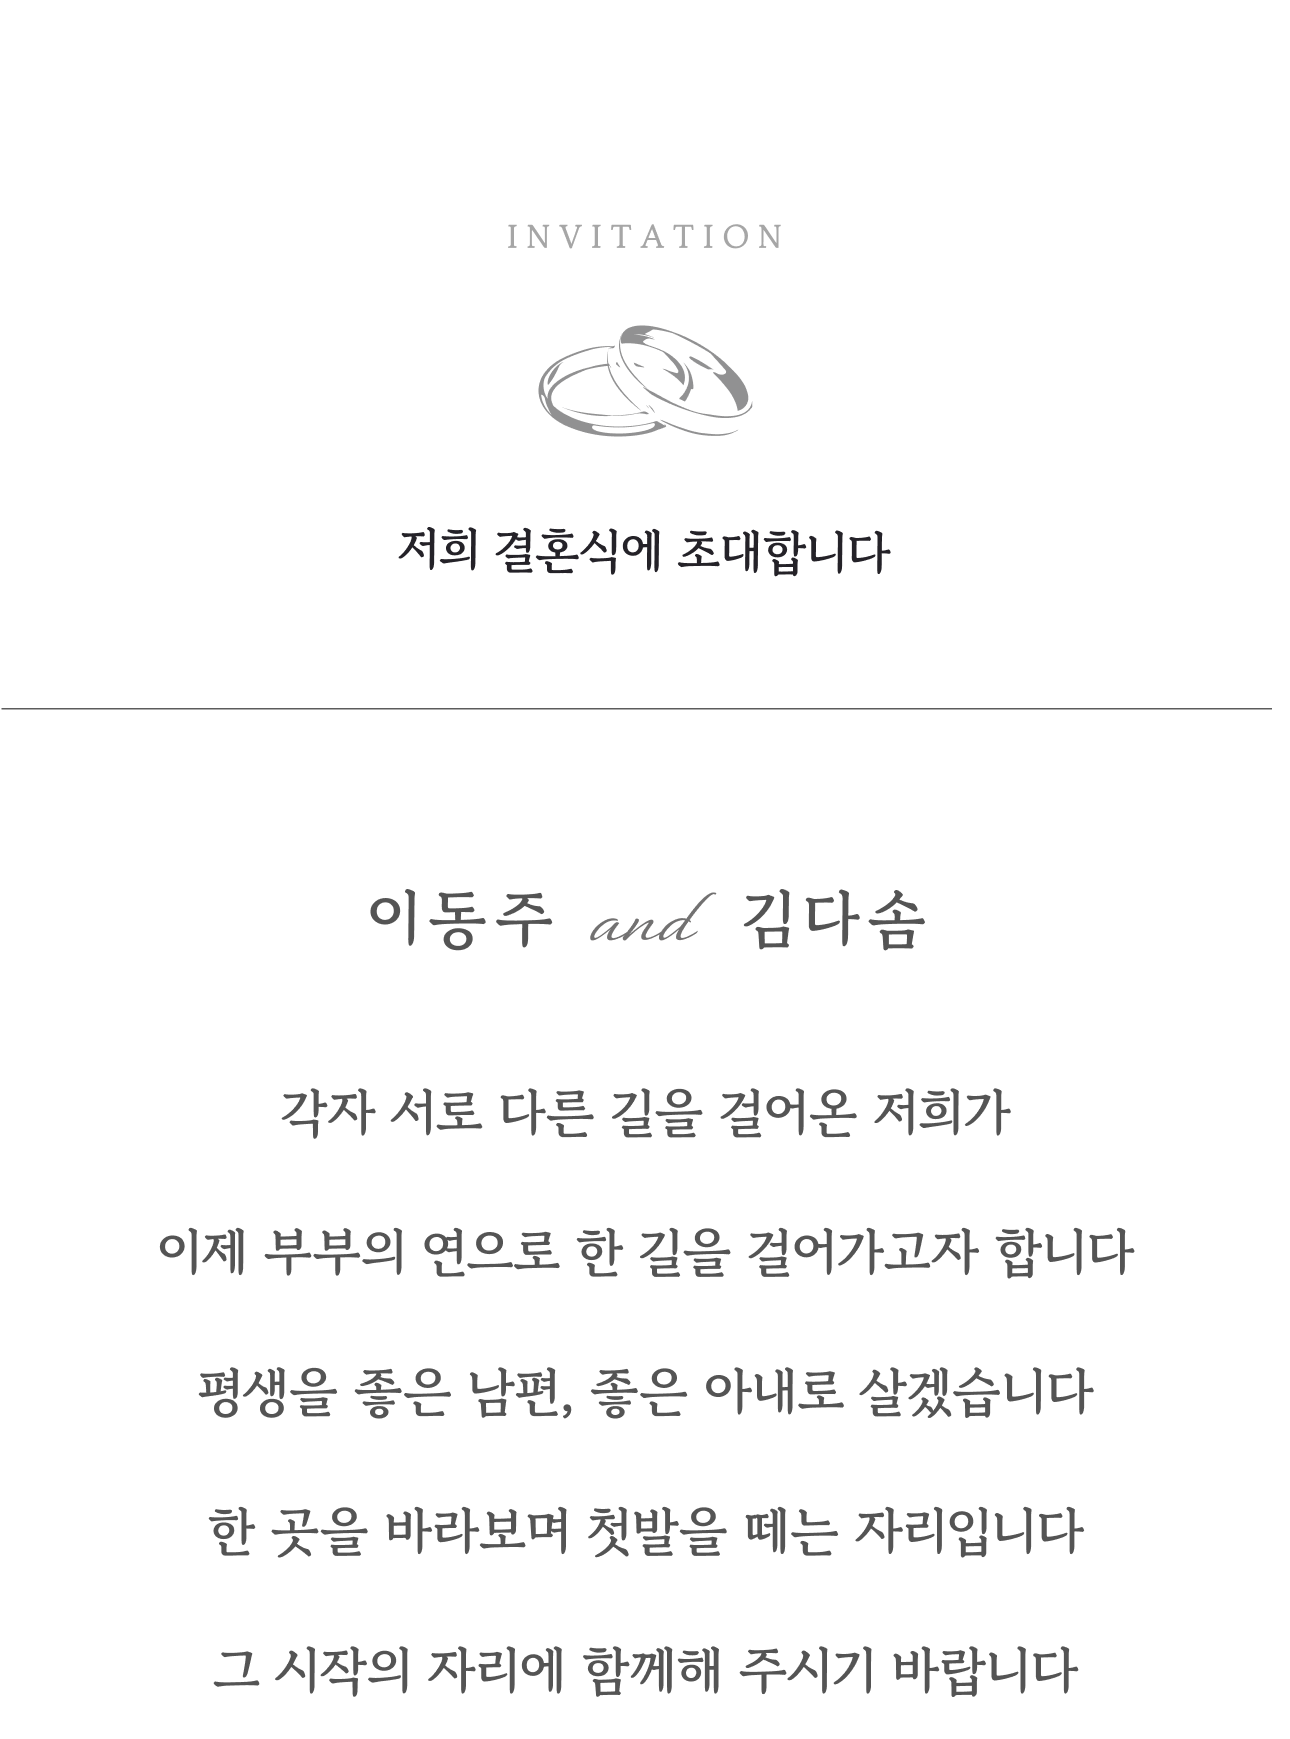 INVITATION
저희 결혼식에 초대합니다
이동주 and 김다솜
각자 서로 다른 길을 걸어온 저희가
이제 부부의 연으로 한 길을 걸어가고자 합니다
평생을 좋은 남편, 좋은 아내로 살겠습니다
한 곳을 바라보며 첫발을 떼는 자리입니다
그 시작의 자리에 함께해 주시기 바랍니다